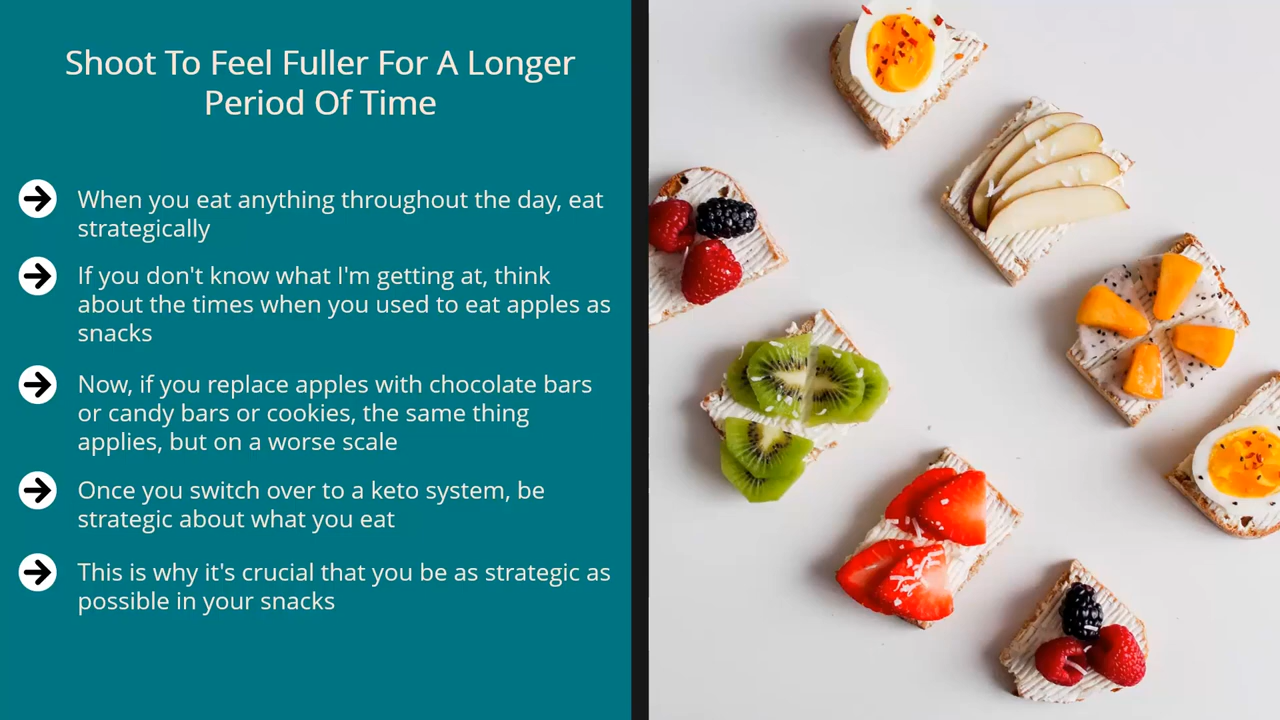 Shoot To Feel Fuller For A Longer
Period Of Time
When you eat anything throughout the day, eat
strategically
If you don't know what I'm getting at, think
about the times when you used to eat apples as
snacks
Now, if you replace apples with chocolate bars
or candy bars or cookies, the same thing
applies, but on a worse scale
Once you switch over to a keto system, be
strategic about what you eat
This is why it's crucial that you be as strategic as
possible in your snacks